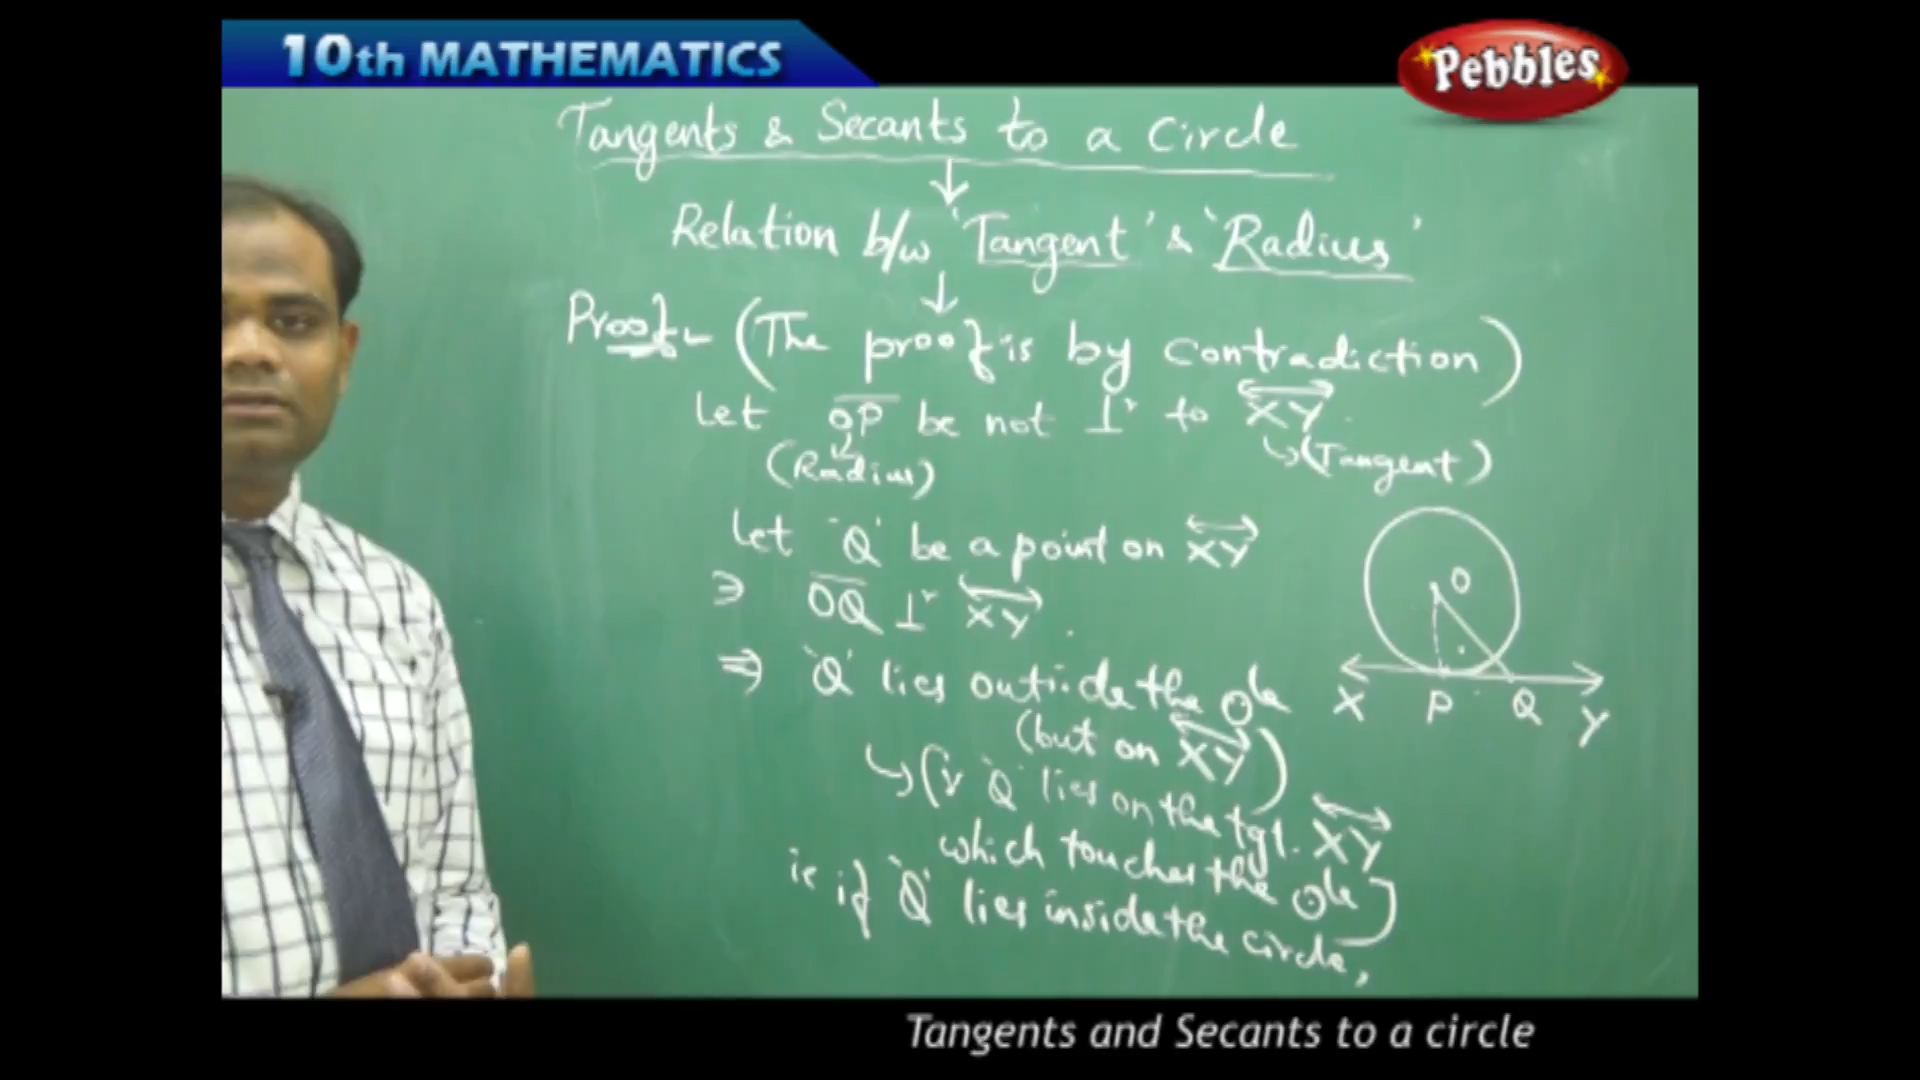 10th MATHEMATICS
Pebbles
Tangents & Secants to a Circle
↓
Relation b/w 'Tangent' & 'Radius'
↓
Proof:- (The proof is by contradiction)
Let OP be not ⊥r to XY.
(Radius) ↪(Tangent)
Let 'Q' be a point on XY
∋ OQ ⊥r XY.
⇒ 'Q' lies outside the ⊙le
(but on XY)
↪(∵ 'Q' lies on the tgt. XY
which touches the ⊙le]
ie if 'Q' lies inside the circle,
O
X P Q Y
Tangents and Secants to a circle